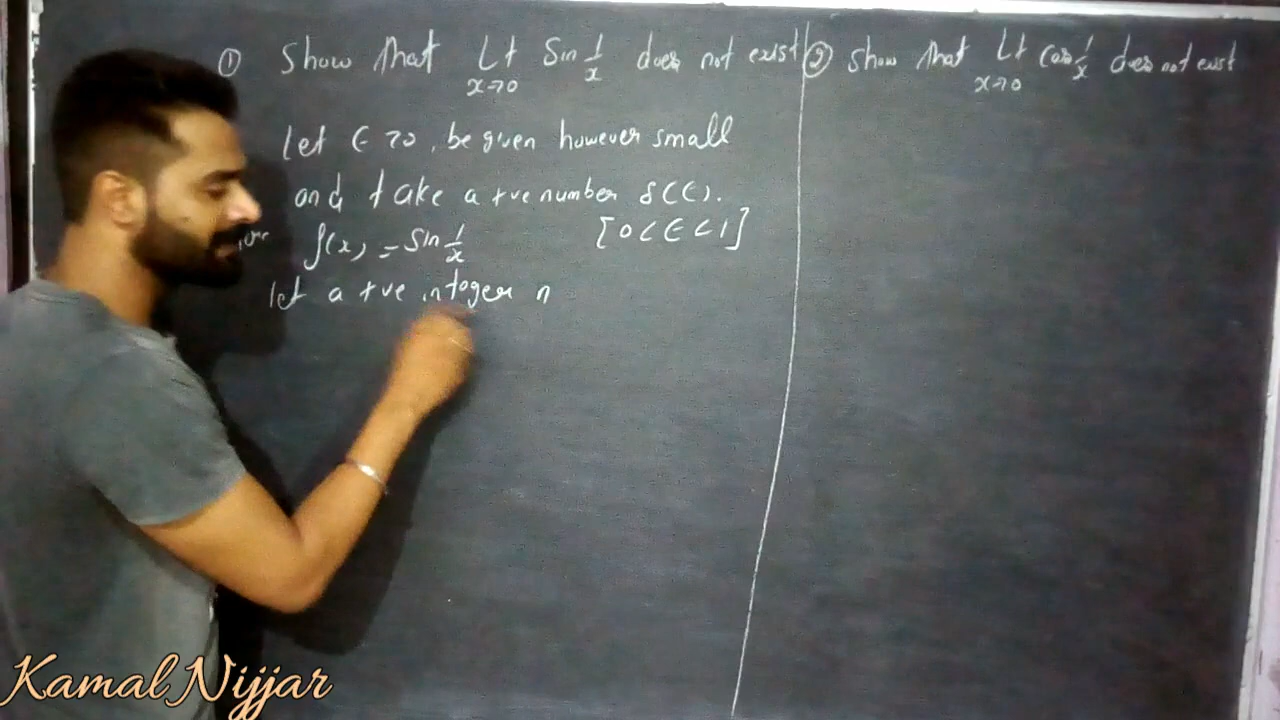 ① Show that Lt Sin 1/x does not exist
x→0
Let ϵ >0, be given however small
and take a +ve number δ(ϵ).
[0<ϵ<1]
f(x) = Sin 1/x
let a +ve integer n
② Show that Lt Cos 1/x does not exist
x→0
Kamal Nijjar